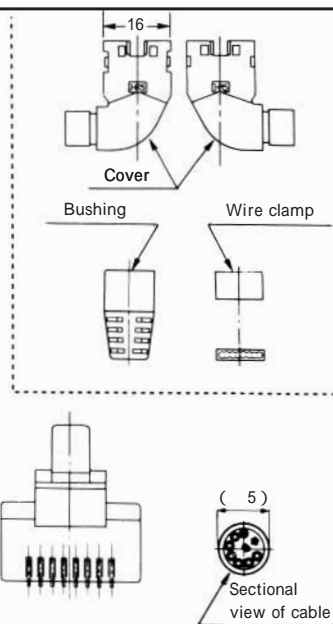 16
Cover
Bushing
Wire clamp
( 5)
Sectional
view of cable